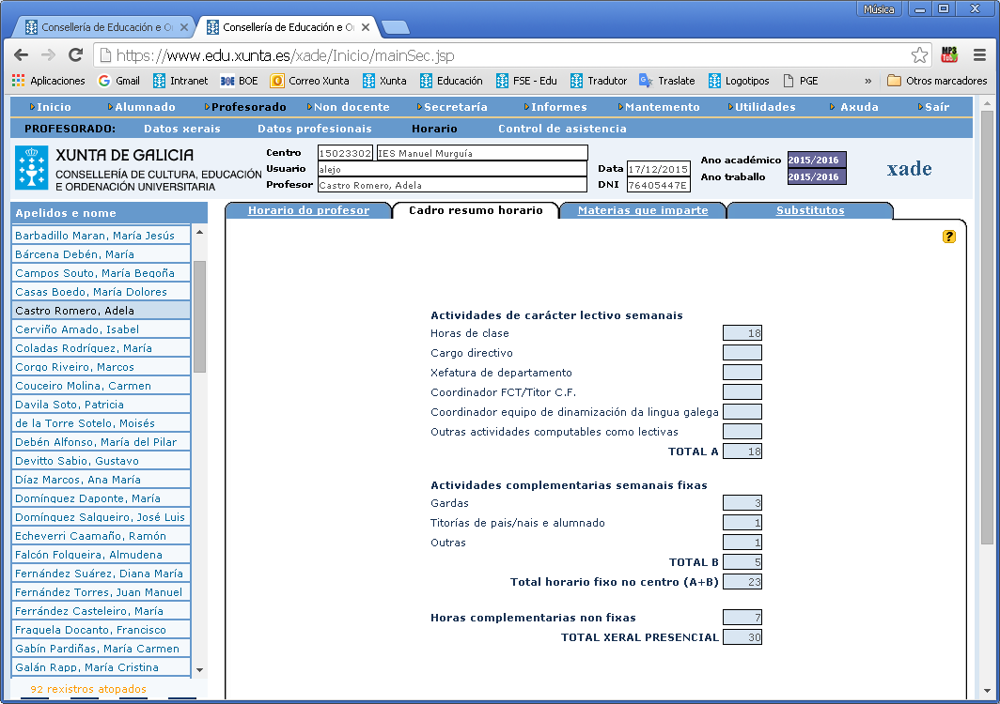 Música
Consellería de Educación e Or
Consellería de Educación e Or
https://www.edu.xunta.es/xade/Inicio/mainSec.jsp
MP3
Aplicaciones Gmail Intranet BOE Correo Xunta Xunta Educación FSE - Edu Tradutor Traslate Logotipos PGE » Otros marcadores
Inicio Alumnado Profesorado Non docente Secretaría Informes Mantemento Utilidades Axuda Saír
PROFESORADO: Datos xerais Datos profesionais Horario Control de asistencia
XUNTA DE GALICIA
CONSELLERÍA DE CULTURA, EDUCACIÓN
E ORDENACIÓN UNIVERSITARIA
Centro 15023302 IES Manuel Murguía
Usuario alejo
Profesor Castro Romero, Adela
Data 17/12/2015
DNI 76405447E
Ano académico 2015/2016
Ano traballo 2015/2016
xade
Apelidos e nome
Barbadillo Maran, María Jesús
Bárcena Debén, María
Campos Souto, María Begoña
Casas Boedo, María Dolores
Castro Romero, Adela
Cerviño Amado, Isabel
Coladas Rodríguez, María
Corgo Riveiro, Marcos
Couceiro Molina, Carmen
Davila Soto, Patricia
de la Torre Sotelo, Moisés
Debén Alfonso, María del Pilar
Devitto Sabio, Gustavo
Díaz Marcos, Ana María
Domínguez Daponte, María
Domínguez Salgueiro, José Luis
Echeverri Caamaño, Ramón
Falcón Folgueira, Almudena
Fernández Suárez, Diana María
Fernández Torres, Juan Manuel
Ferrández Casteleiro, María
Fraguela Docanto, Francisco
Gabín Pardiñas, María Carmen
Galán Rapp, María Cristina
92 rexistros atopados
Horario do profesor Cadro resumo horario Materias que imparte Substitutos
?
Actividades de carácter lectivo semanais
Horas de clase 18
Cargo directivo
Xefatura de departamento
Coordinador FCT/Titor C.F.
Coordinador equipo de dinamización da lingua galega
Outras actividades computables como lectivas
TOTAL A 18
Actividades complementarias semanais fixas
Gardas 3
Titorías de pais/nais e alumnado 1
Outras 1
TOTAL B 5
Total horario fixo no centro (A+B) 23
Horas complementarias non fixas 7
TOTAL XERAL PRESENCIAL 30